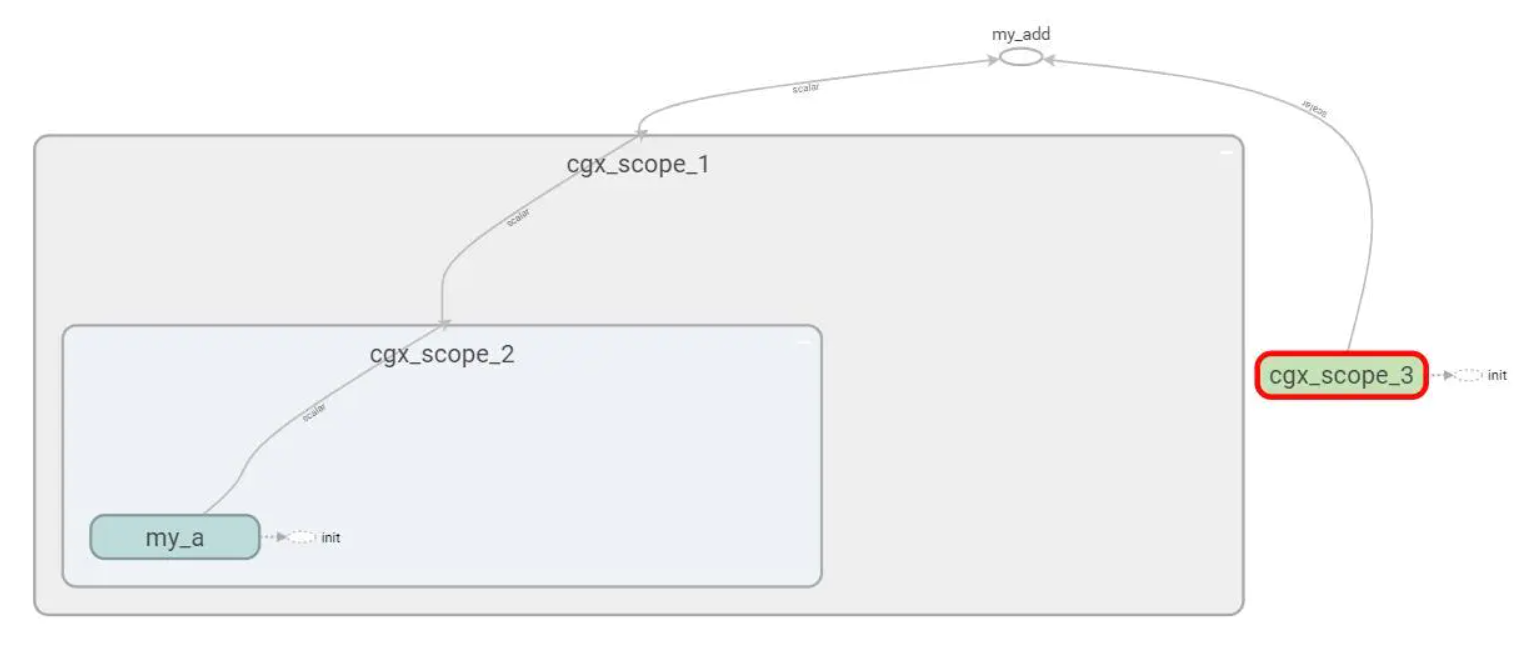 my_add
scalar
scalar
cgx_scope_1
scalar
cgx_scope_2
cgx_scope_3
init
scalar
my_a
init